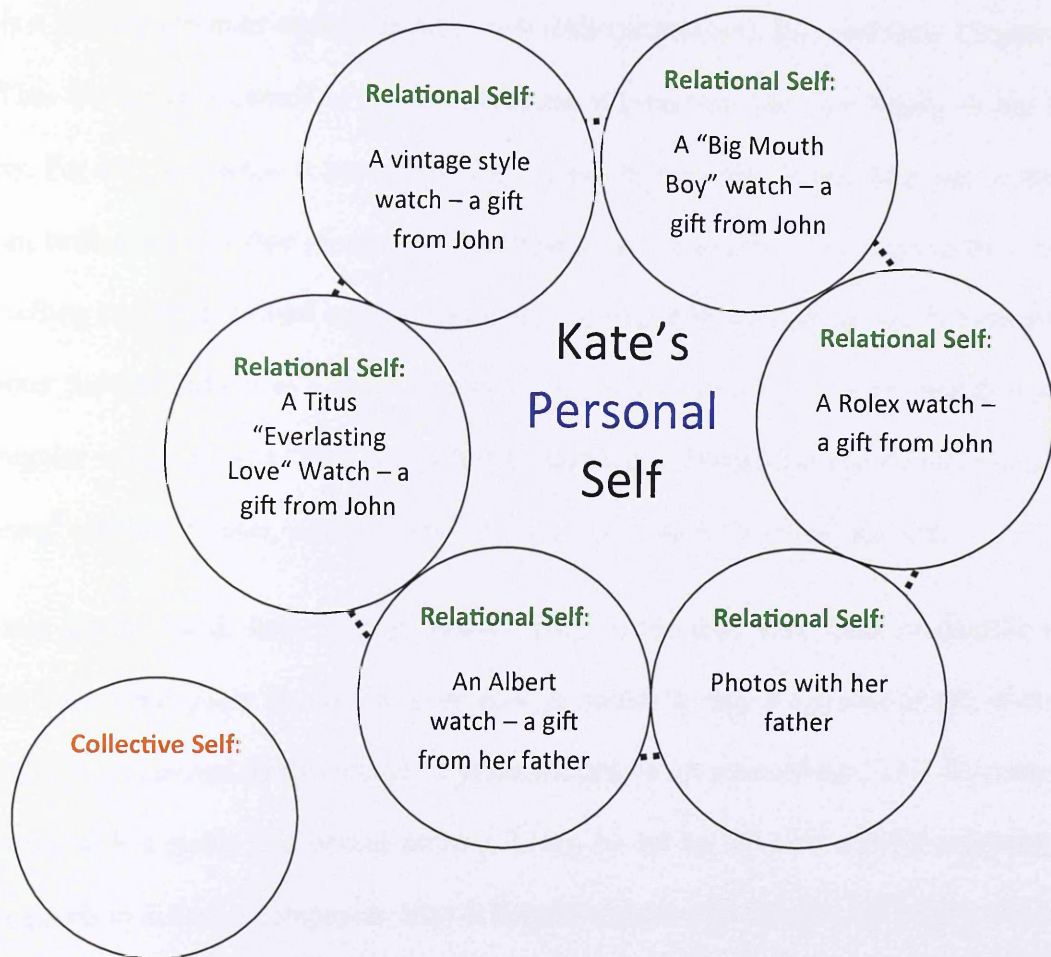 Relational Self:
A vintage style
watch – a gift
from John
Relational Self:
A “Big Mouth
Boy” watch – a
gift from John
Relational Self:
A Titus
“Everlasting
Love“ Watch – a
gift from John
Kate’s
Personal
Self
Relational Self:
A Rolex watch –
a gift from John
Relational Self:
An Albert
watch – a gift
from her father
Relational Self:
Photos with her
father
Collective Self: